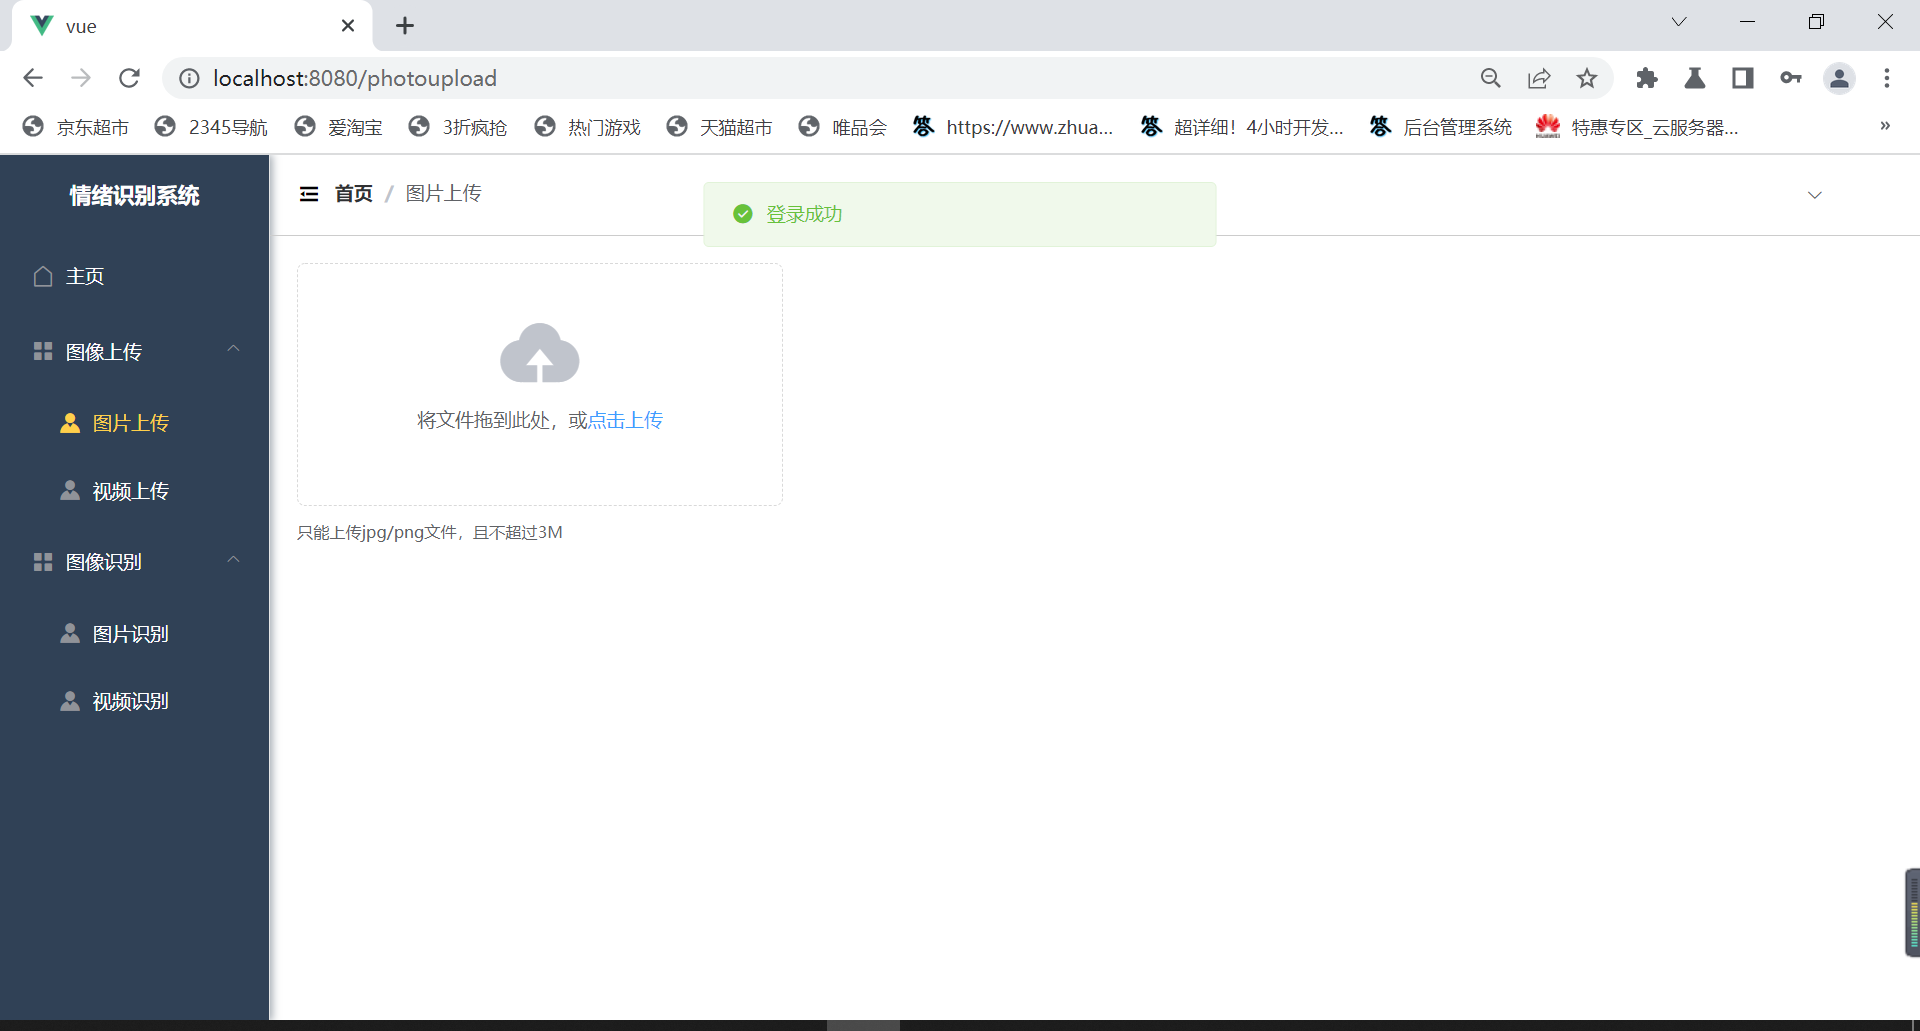 vue
localhost:8080/photoupload
京东超市 2345导航 爱淘宝 3折疯抢 热门游戏 天猫超市 唯品会 答 https://www.zhua... 答 超详细！4小时开发... 答 后台管理系统 特惠专区_云服务器... »
情绪识别系统
首页 / 图片上传
登录成功
主页
图像上传
图片上传
视频上传
图像识别
图片识别
视频识别
将文件拖到此处，或点击上传
只能上传jpg/png文件，且不超过3M